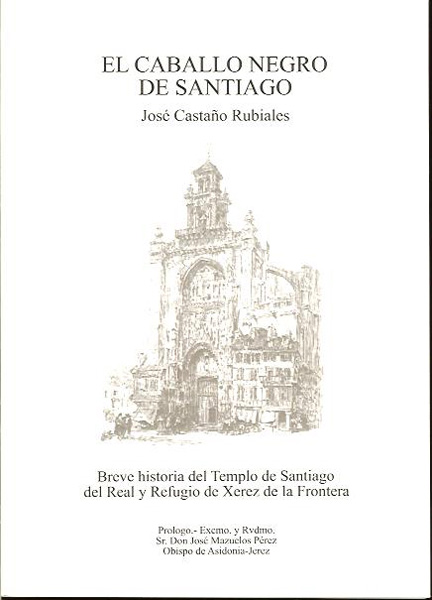 EL CABALLO NEGRO
DE SANTIAGO
José Castaño Rubiales
Breve historia del Templo de Santiago
del Real y Refugio de Xerez de la Frontera
Prologo.- Excmo. y Rvdmo.
Sr. Don José Mazuelos Pérez
Obispo de Asidonia-Jerez